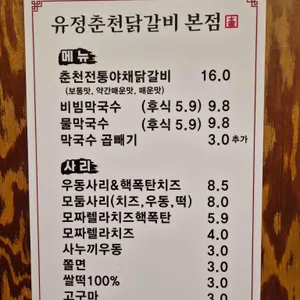 유정춘천닭갈비 본점
메뉴
춘천전통야채닭갈비 16.0
(보통맛, 약간매운맛, 매운맛)
비빔막국수 (후식 5.9) 9.8
물막국수 (후식 5.9) 9.8
막국수 곱빼기 3.0 추가
사리
우동사리&핵폭탄치즈 8.5
모둠사리(치즈,우동,떡) 8.0
모짜렐라치즈핵폭탄 5.9
모짜렐라치즈 4.0
사누끼우동 3.0
쫄면 3.0
쌀떡100% 3.0
고구마 3.0